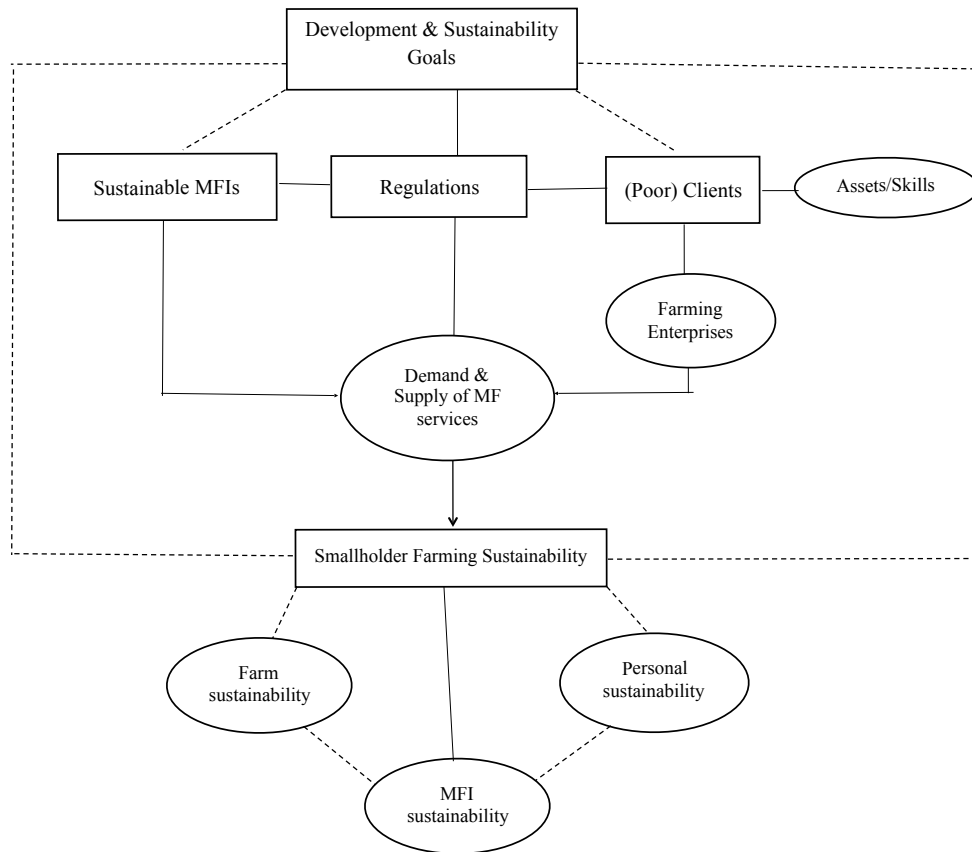 Development & Sustainability
Goals
Sustainable MFIs
Regulations
(Poor) Clients
Assets/Skills
Farming
Enterprises
Demand &
Supply of MF
services
Smallholder Farming Sustainability
Farm
sustainability
Personal
sustainability
MFI
sustainability